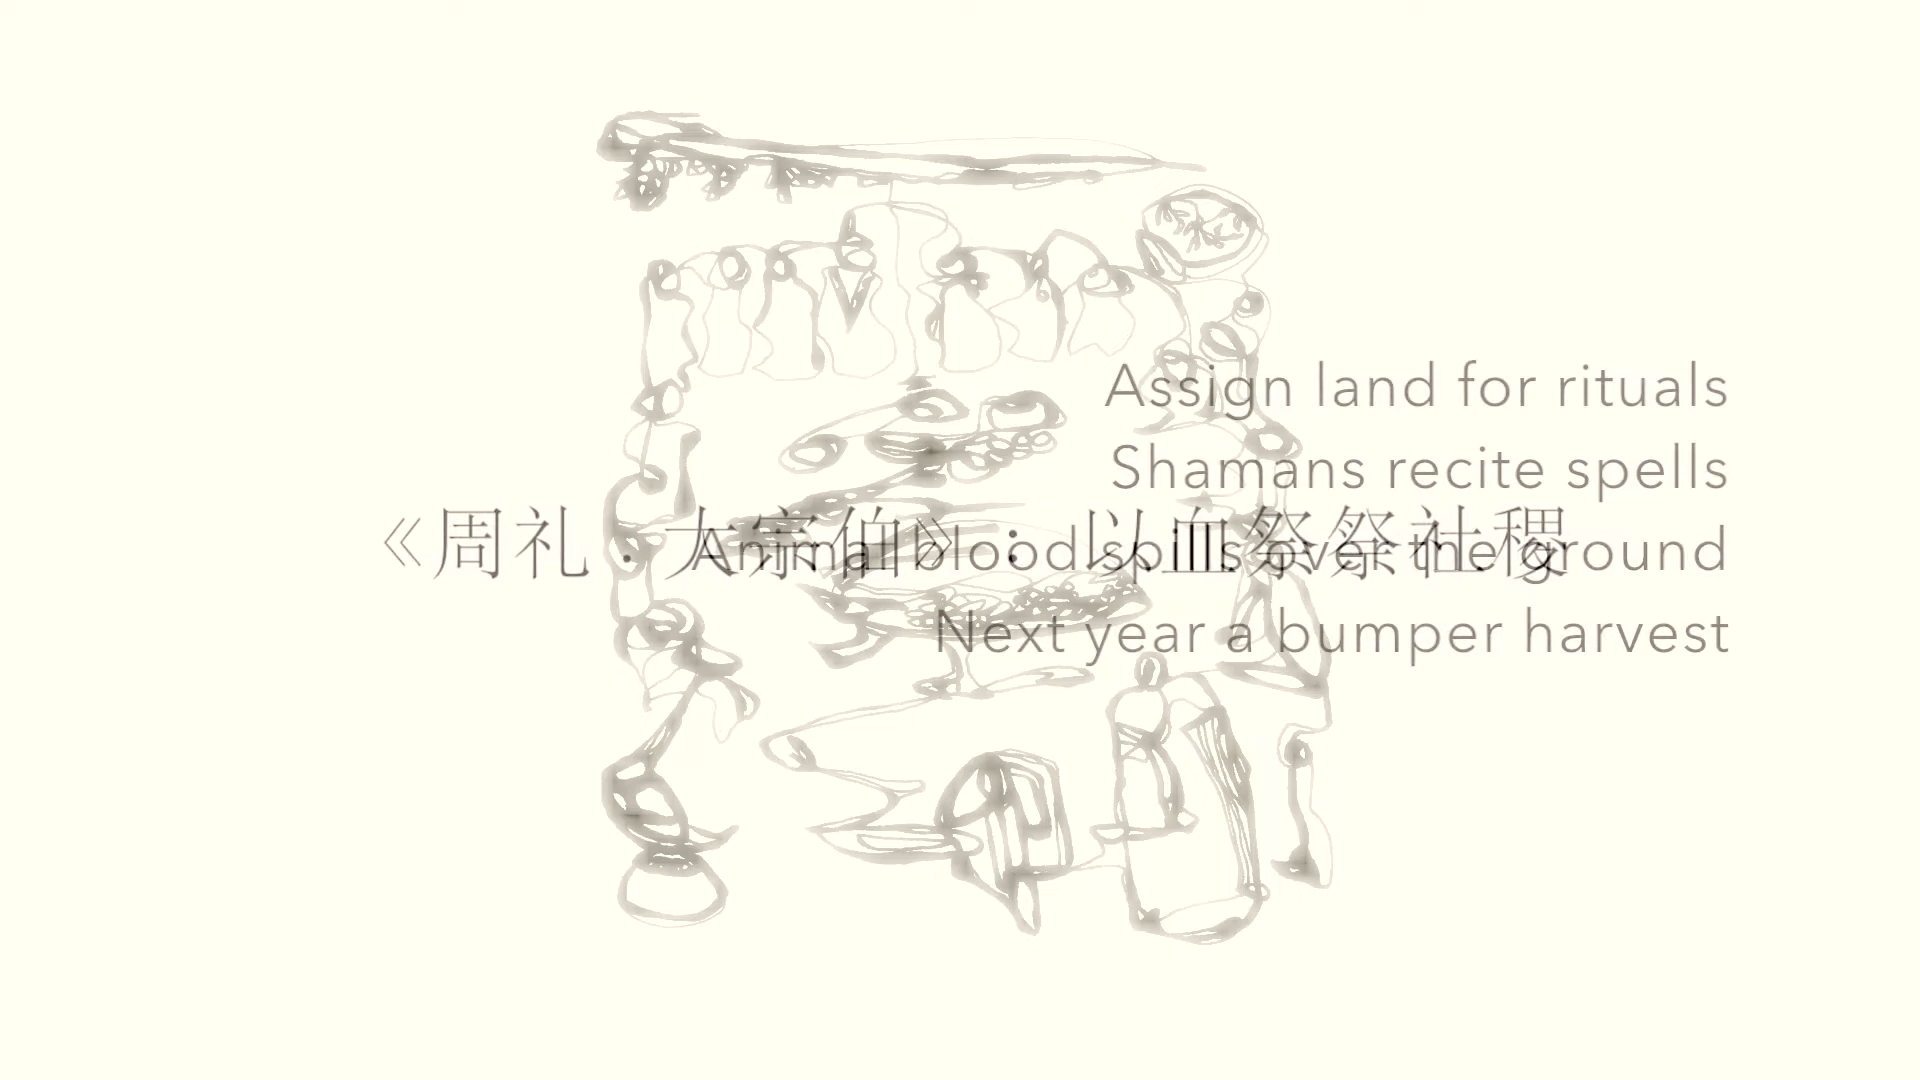 Assign land for rituals
Shamans recite spells
《周礼·大宗伯》：以血祭祭社稷
Animal blood spills over the ground
Next year a bumper harvest